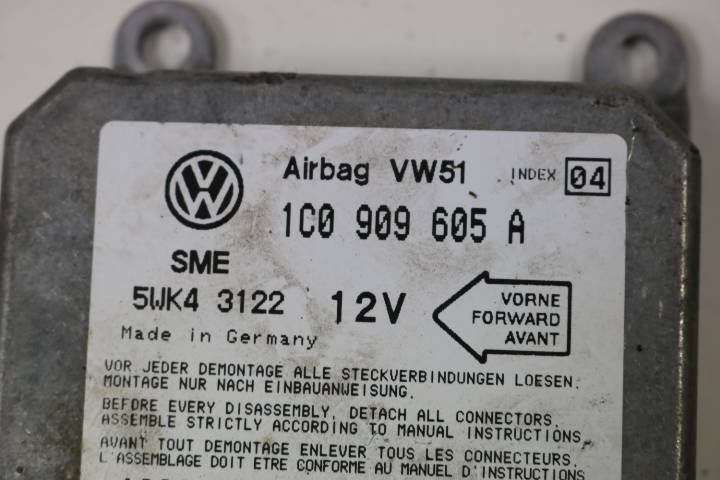 Airbag VW51 INDEX 04
1C0 909 605 A
SME
5WK4 3122 12V
VORNE
FORWARD
AVANT
Made in Germany
VOR JEDER DEMONTAGE ALLE STECKVERBINDUNGEN LOESEN.
MONTAGE NUR NACH EINBAUANWEISUNG.
BEFORE EVERY DISASSEMBLY, DETACH ALL CONNECTORS.
ASSEMBLE STRICTLY ACCORDING TO MANUAL INSTRUCTIONS.
AVANT TOUT DEMONTAGE ENLEVER TOUS LES CONNECTEURS.
L'ASSEMBLAGE DOIT ETRE CONFORME AU MANUEL D'INSTRUCTIONS